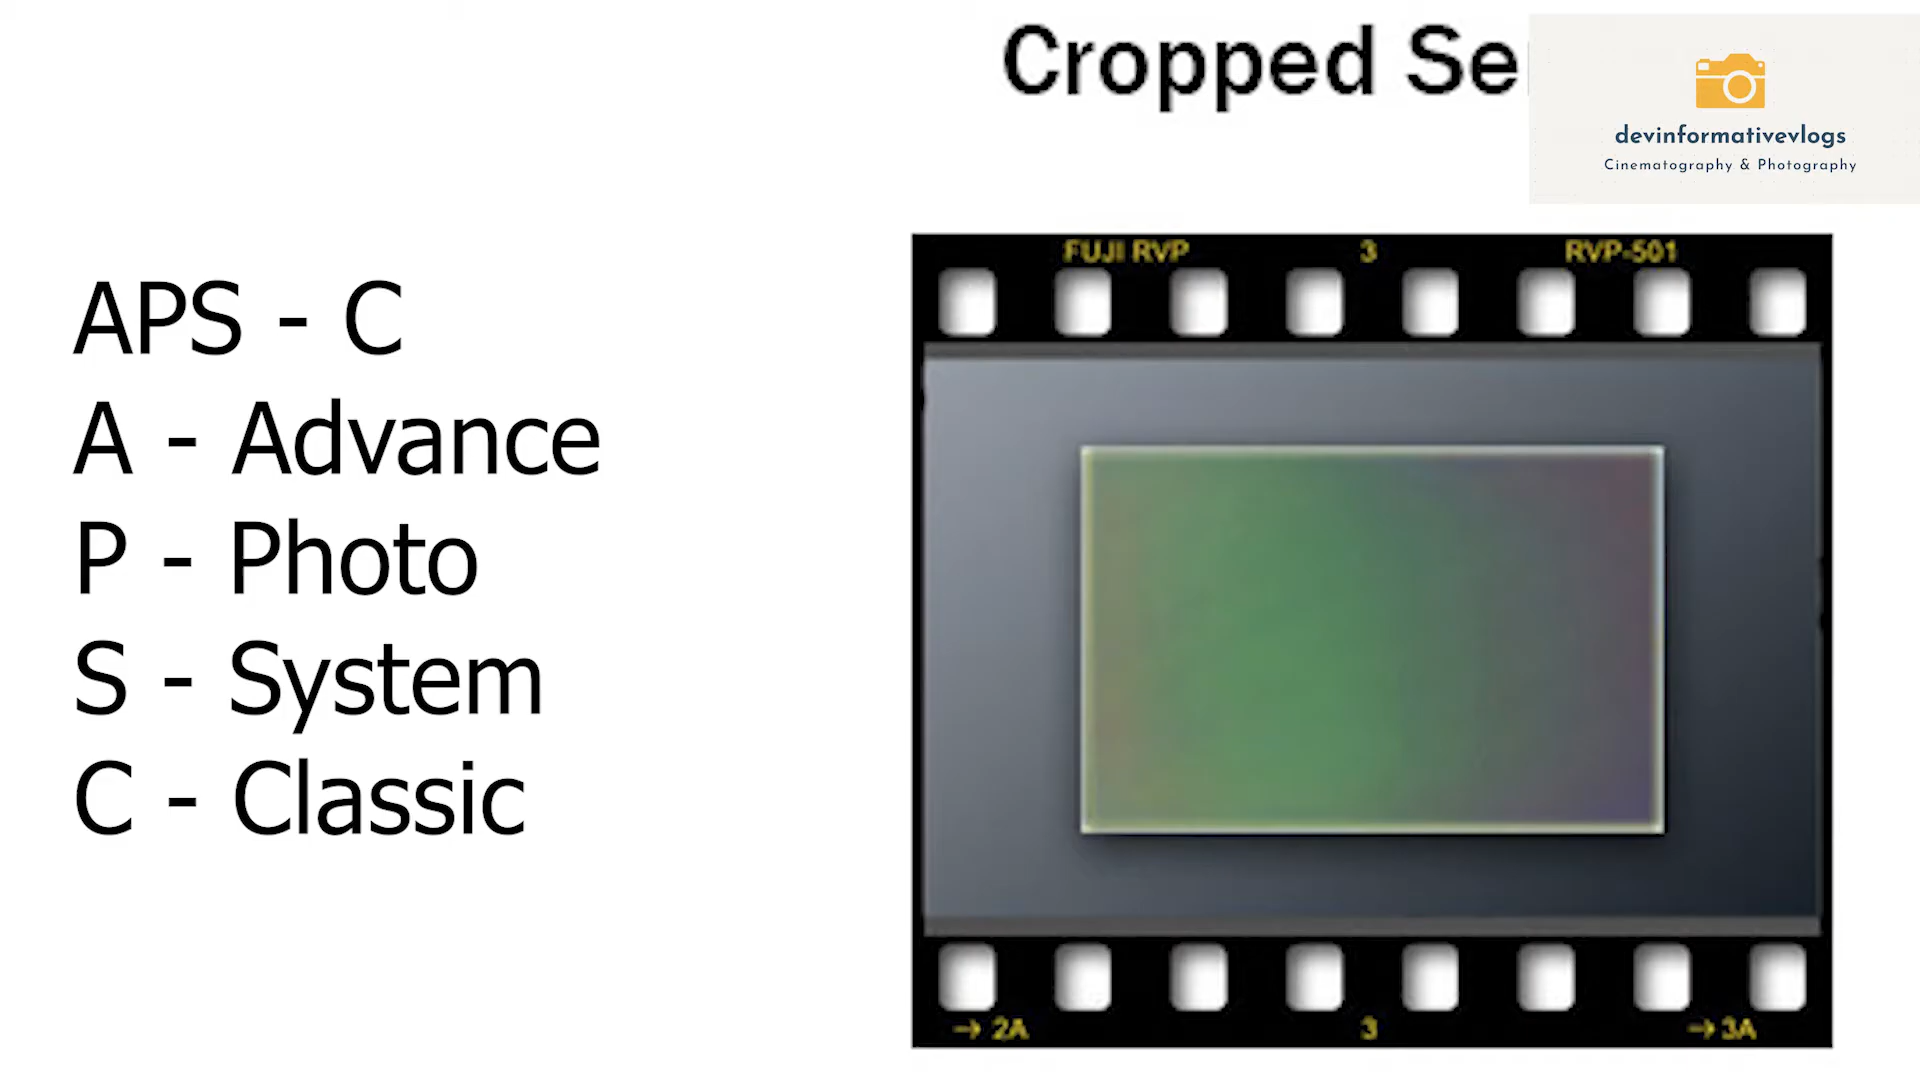 Cropped Se
devinformativevlogs
Cinematography & Photography
APS - C
A - Advance
P - Photo
S - System
C - Classic
FUJI RVP 3 RVP-501
→ 2A 3 → 3A